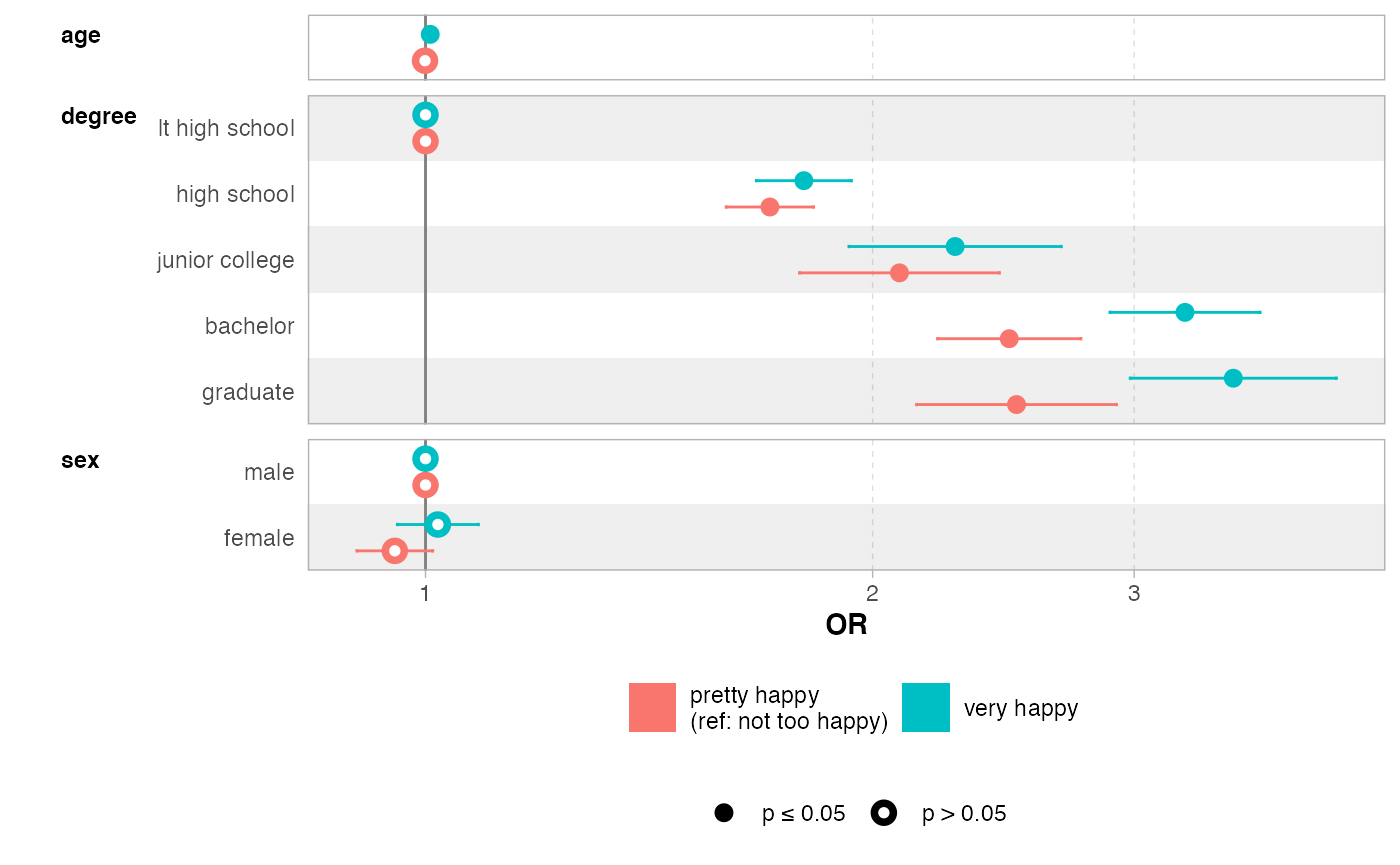 age
degree
lt high school
high school
junior college
bachelor
graduate
sex
male
female
1 2 3
OR
pretty happy
(ref: not too happy)
very happy
p ≤ 0.05 p > 0.05